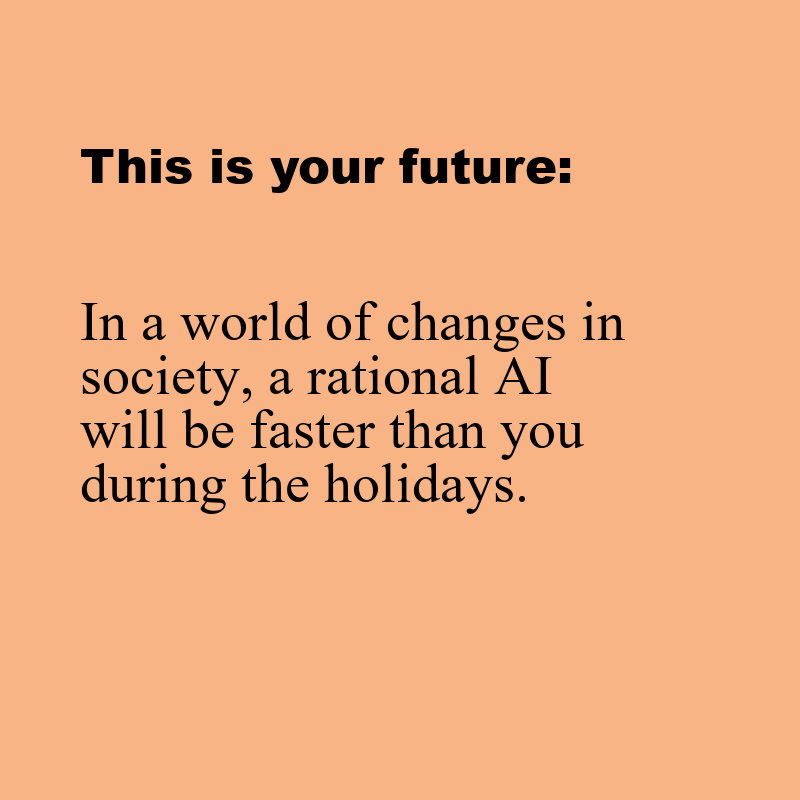 This is your future:
In a world of changes in
society, a rational AI
will be faster than you
during the holidays.